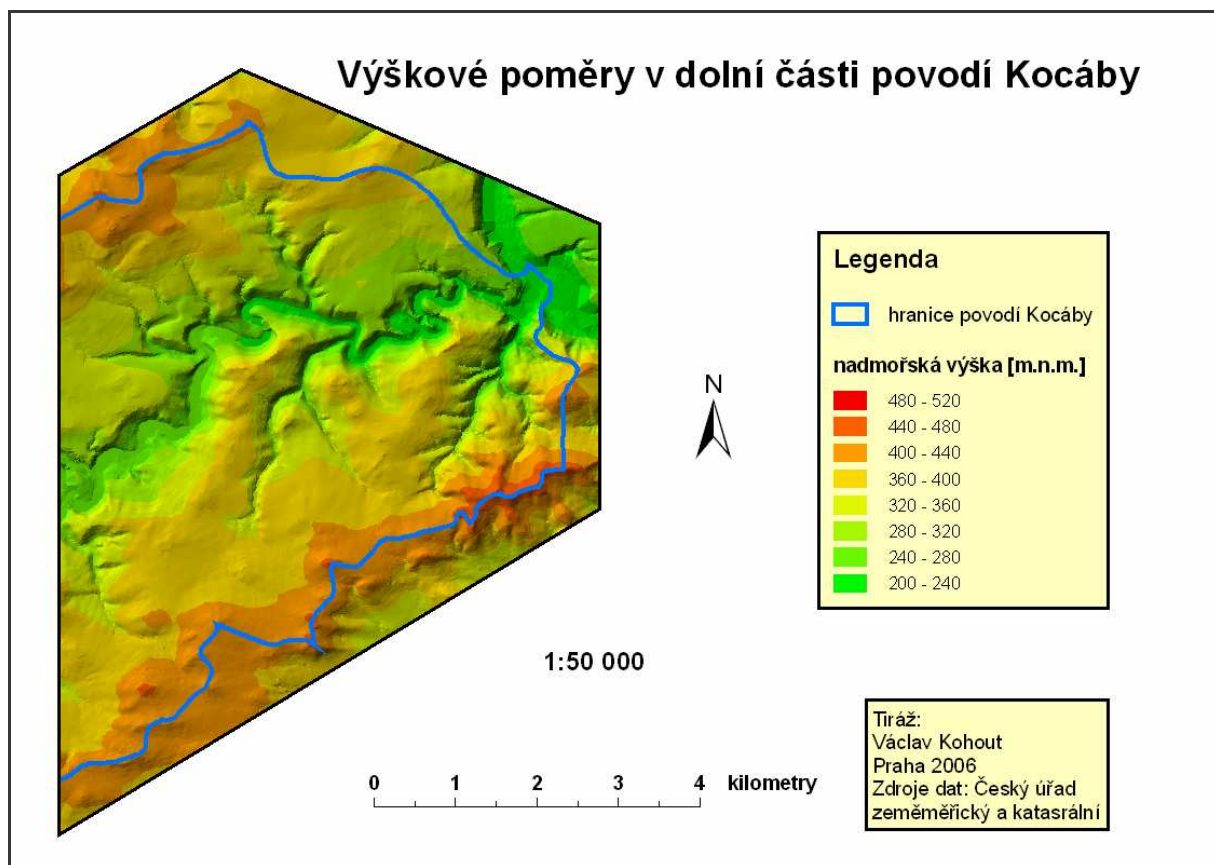 Výškové poměry v dolní části povodí Kocáby
Legenda
hranice povodí Kocáby
nadmořská výška [m.n.m.]
480 - 520
440 - 480
400 - 440
360 - 400
320 - 360
280 - 320
240 - 280
200 - 240
N
1:50 000
0 1 2 3 4 kilometry
Tiráž:
Václav Kohout
Praha 2006
Zdroje dat: Český úřad
zeměměřický a katasrální